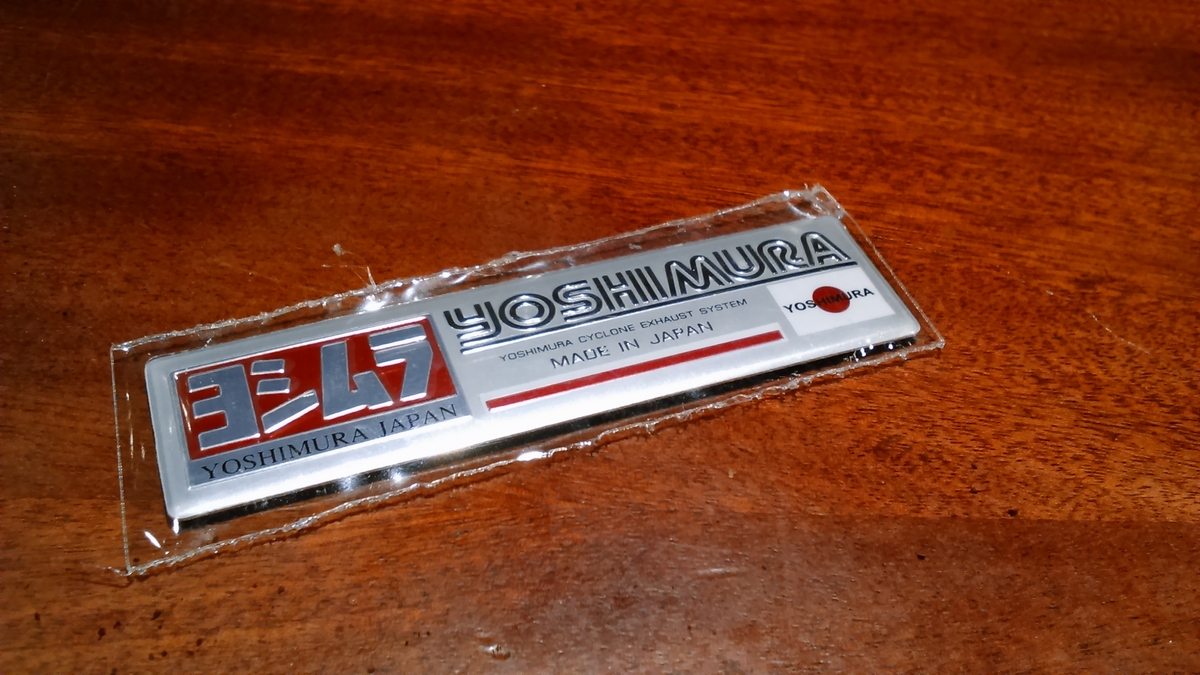 ヨシムラ
YOSHIMURA JAPAN
YOSHIMURA
YOSHIMURA CYCLONE EXHAUST SYSTEM
MADE IN JAPAN
YOSHIMURA